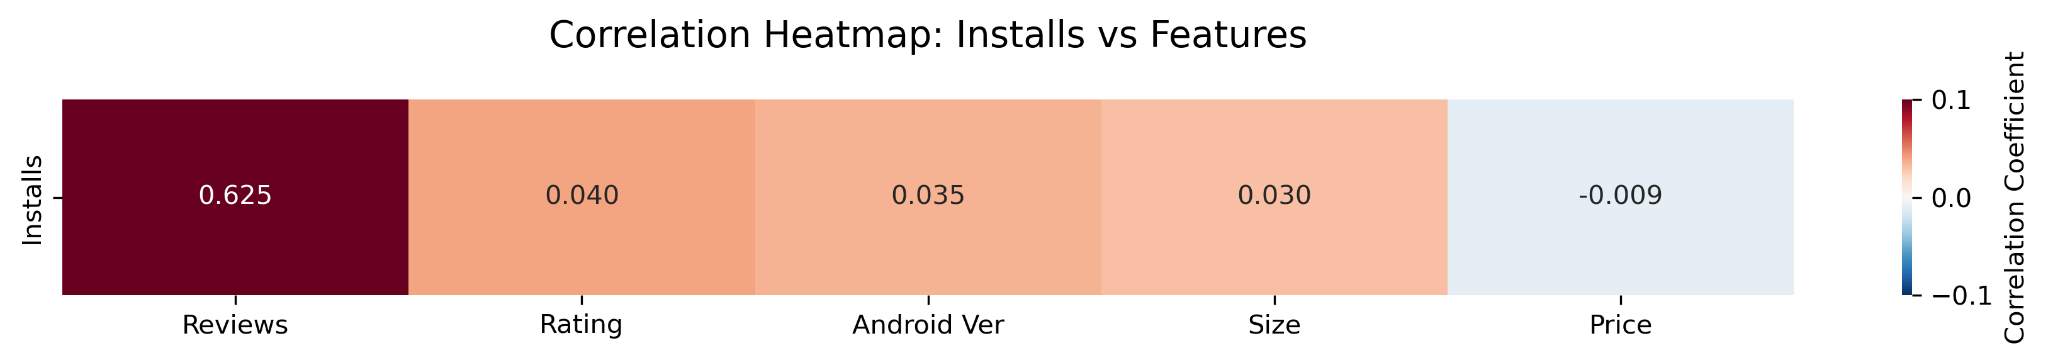 Correlation Heatmap: Installs vs Features
Installs
0.625
0.040
0.035
0.030
-0.009
Reviews
Rating
Android Ver
Size
Price
0.1
0.0
−0.1
Correlation Coefficient